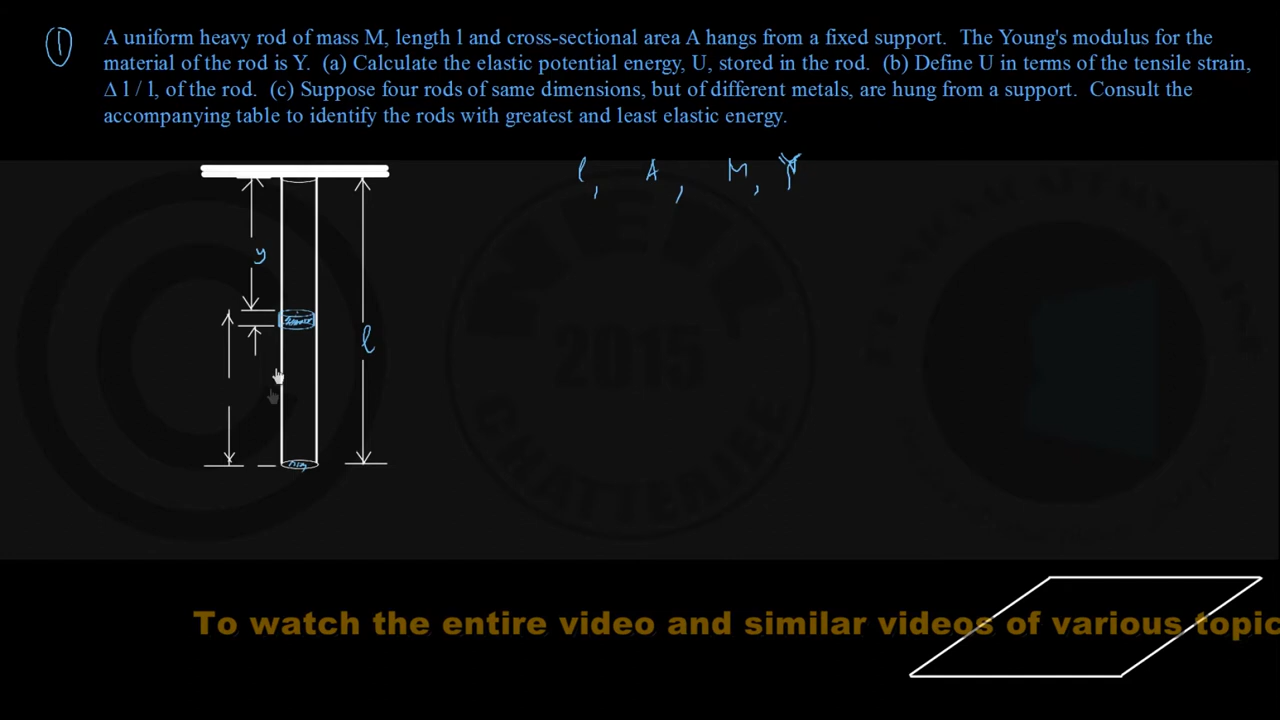 ① A uniform heavy rod of mass M, length l and cross-sectional area A hangs from a fixed support. The Young's modulus for the
material of the rod is Y. (a) Calculate the elastic potential energy, U, stored in the rod. (b) Define U in terms of the tensile strain,
Δ l / l, of the rod. (c) Suppose four rods of same dimensions, but of different metals, are hung from a support. Consult the
accompanying table to identify the rods with greatest and least elastic energy.
l, A, M, Y
y
l
2015
CHATTERJEE
To watch the entire video and similar videos of various topic